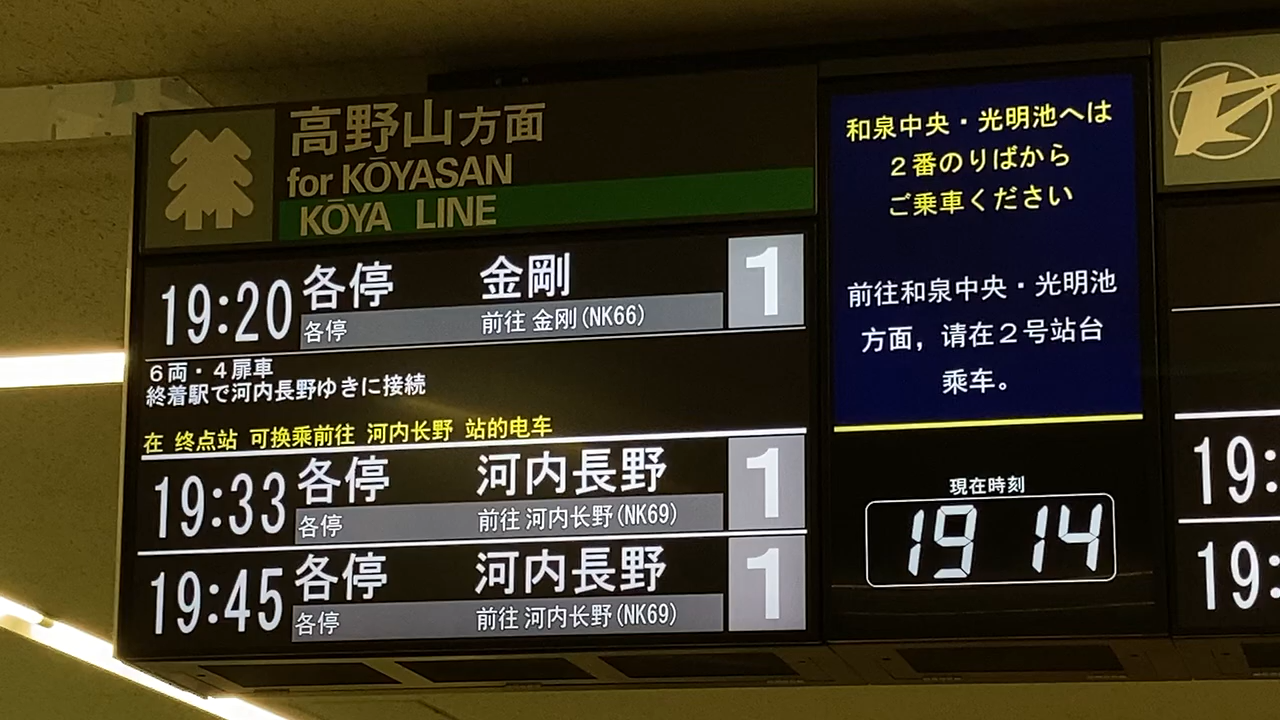 高野山方面
for KŌYASAN
KŌYA LINE
19:20 各停 金剛 1
各停 前往 金剛(NK66)
6両・4扉車
終着駅で河内長野ゆきに接続
在 终点站 可换乘前往 河内长野 站的电车
19:33 各停 河内長野 1
各停 前往 河内长野(NK69)
19:45 各停 河内長野 1
各停 前往 河内长野(NK69)
和泉中央・光明池へは
2番のりばから
ご乗車ください
前往和泉中央・光明池
方面，请在2号站台
乘车。
現在時刻
19 14
19:
19: